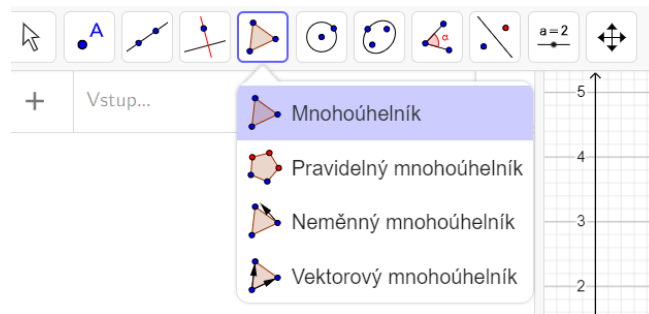 A
α
a=2
+
Vstup...
Mnohoúhelník
Pravidelný mnohoúhelník
Neměnný mnohoúhelník
Vektorový mnohoúhelník
5
4
3
2